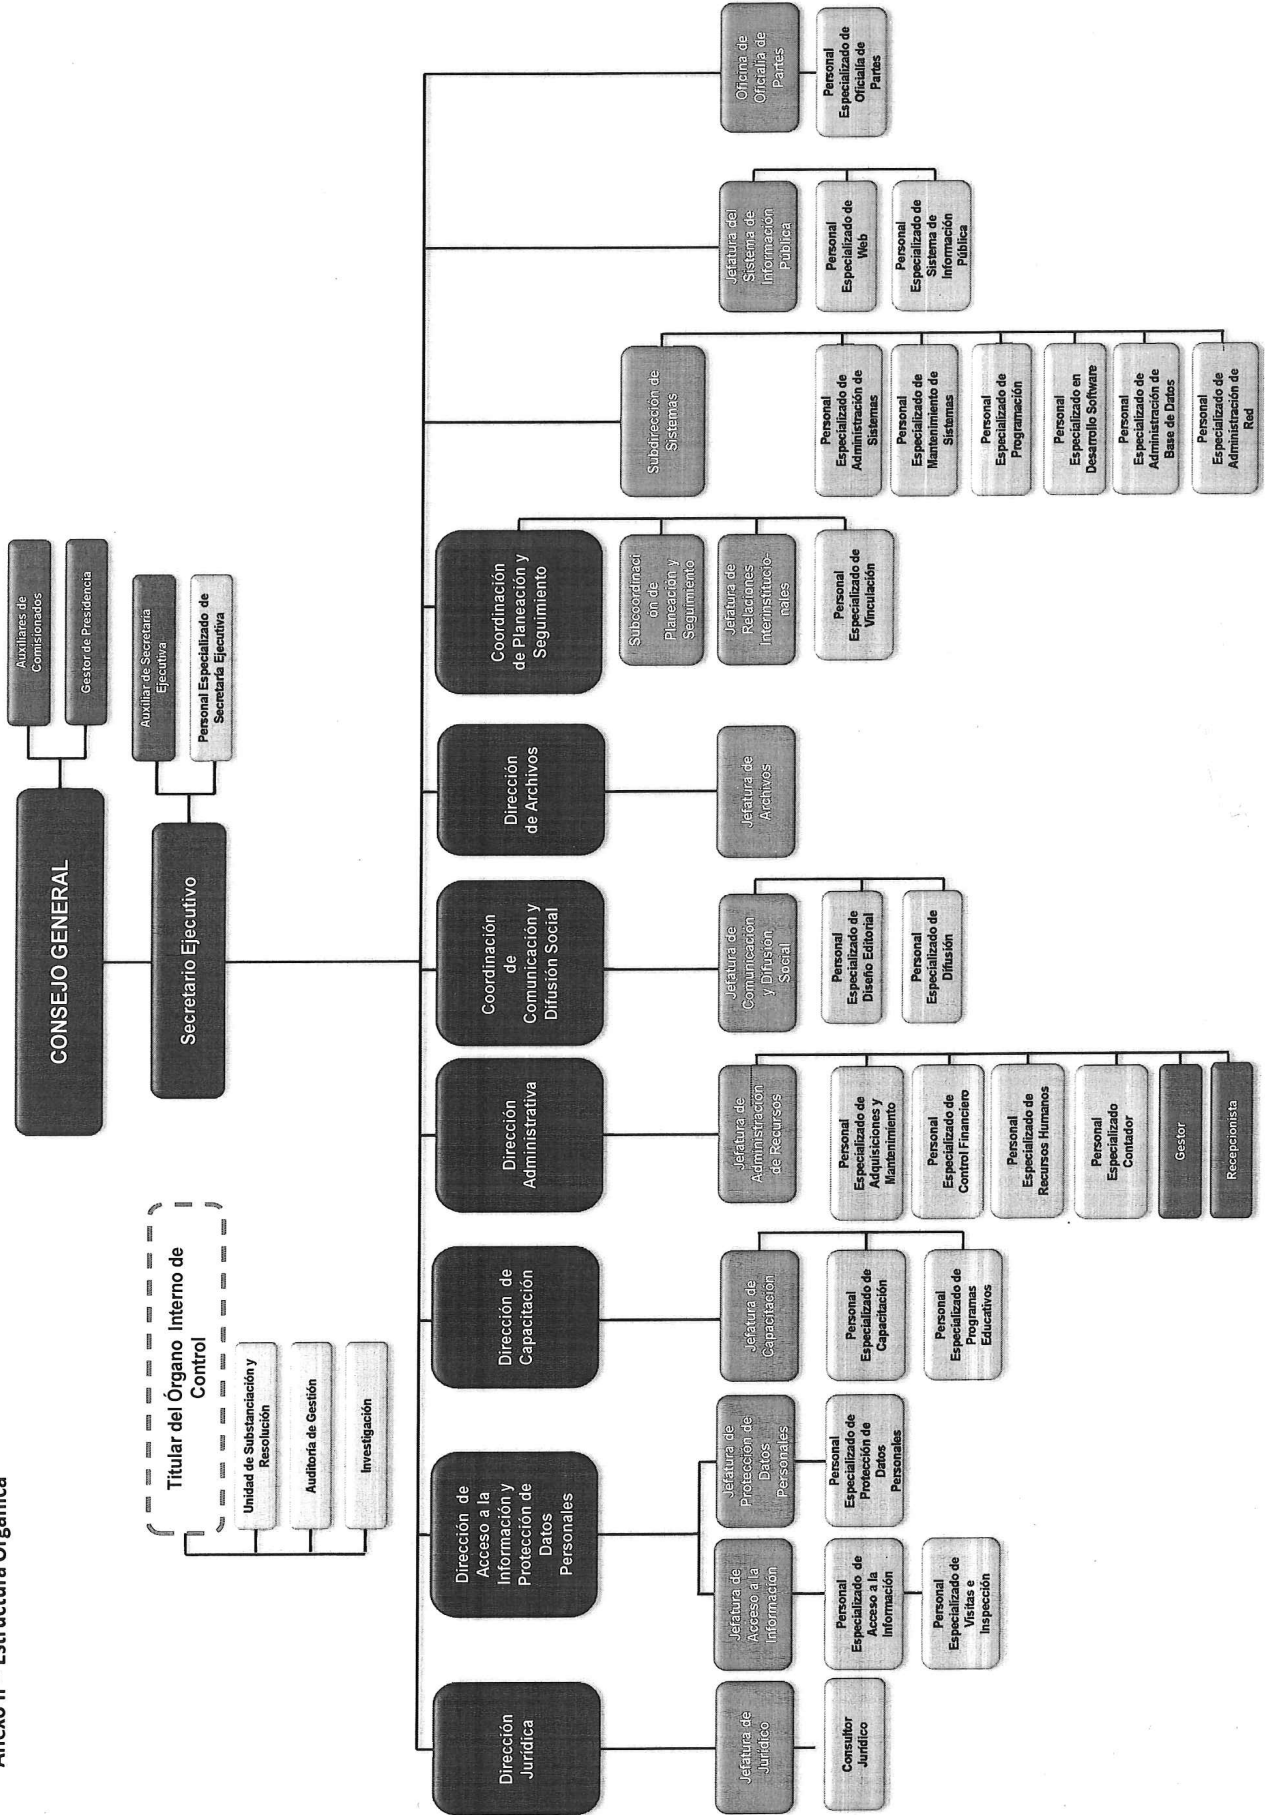 Anexo II - Estructura Orgánica
CONSEJO GENERAL
Auxiliares de
Comisionados
Gestor de Presidencia
Secretario Ejecutivo
Auxiliar de Secretaría
Ejecutiva
Personal Especializado de
Secretaría Ejecutiva
Titular del Órgano Interno de
Control
Unidad de Substanciación y
Resolución
Auditoría de Gestión
Investigación
Dirección
Jurídica
Jefatura de
Jurídico
Consultor
Jurídico
Dirección de
Acceso a la
Información y
Protección de
Datos
Personales
Jefatura de
Acceso a la
Información
Personal
Especializado de
Acceso a la
Información
Personal
Especializado de
Visitas e
Inspección
Jefatura de
Protección de
Datos
Personales
Personal
Especializado de
Protección de
Datos
Personales
Dirección de
Capacitación
Jefatura de
Capacitación
Personal
Especializado de
Capacitación
Personal
Especializado de
Programas
Educativos
Dirección
Administrativa
Jefatura de
Administración
de Recursos
Personal
Especializado de
Adquisiciones y
Mantenimiento
Personal
Especializado de
Control Financiero
Personal
Especializado de
Recursos Humanos
Personal
Especializado
Contador
Gestor
Recepcionista
Coordinación
de
Comunicación y
Difusión Social
Jefatura de
Comunicación
y Difusión
Social
Personal
Especializado de
Diseño Editorial
Personal
Especializado de
Difusión
Dirección
de Archivos
Jefatura de
Archivos
Coordinación
de Planeación y
Seguimiento
Subcoordinaci
ón de
Planeación y
Seguimiento
Jefatura de
Relaciones
Interinstitucio-
nales
Personal
Especializado de
Vinculación
Subdirección de
Sistemas
Personal
Especializado de
Administración de
Sistemas
Personal
Especializado de
Mantenimiento de
Sistemas
Personal
Especializado de
Programación
Personal
Especializado en
Desarrollo Software
Personal
Especializado de
Administración de
Base de Datos
Personal
Especializado de
Administración de
Red
Jefatura del
Sistema de
Información
Pública
Personal
Especializado de
Web
Personal
Especializado de
Sistema de
Información
Pública
Oficina de
Oficialía de
Partes
Personal
Especializado de
Oficialía de
Partes